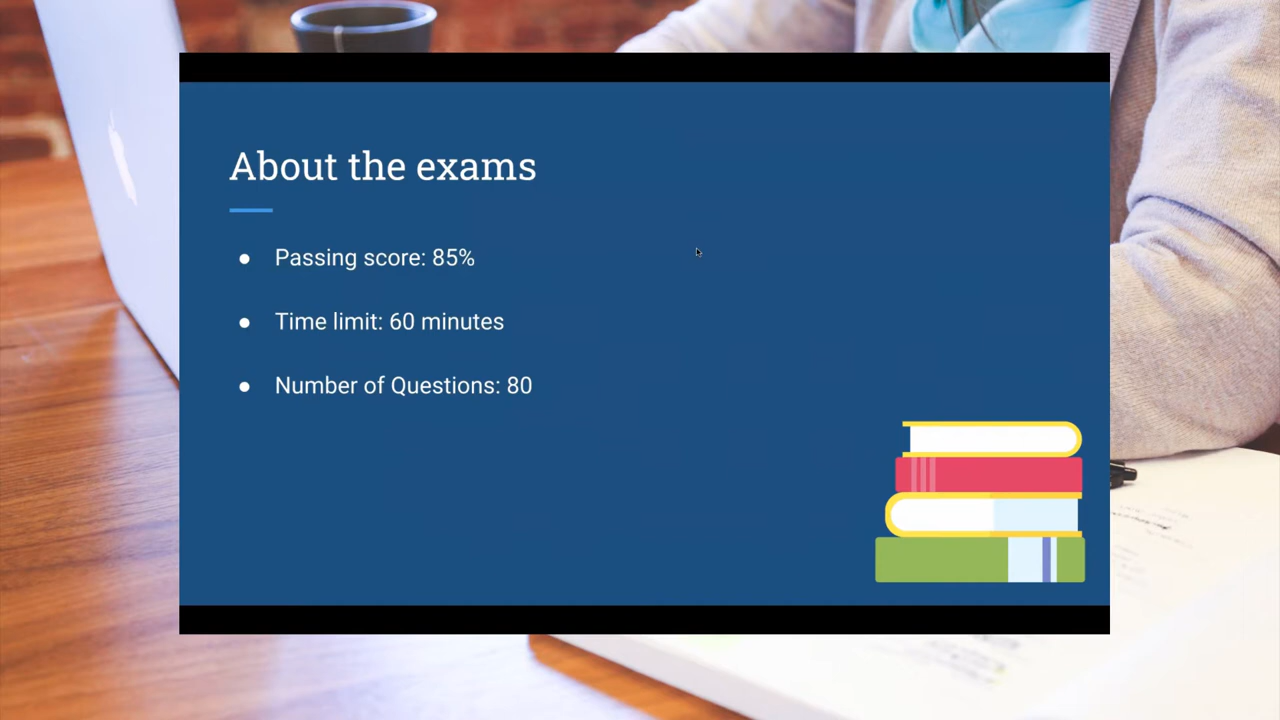 About the exams
● Passing score: 85%
● Time limit: 60 minutes
● Number of Questions: 80